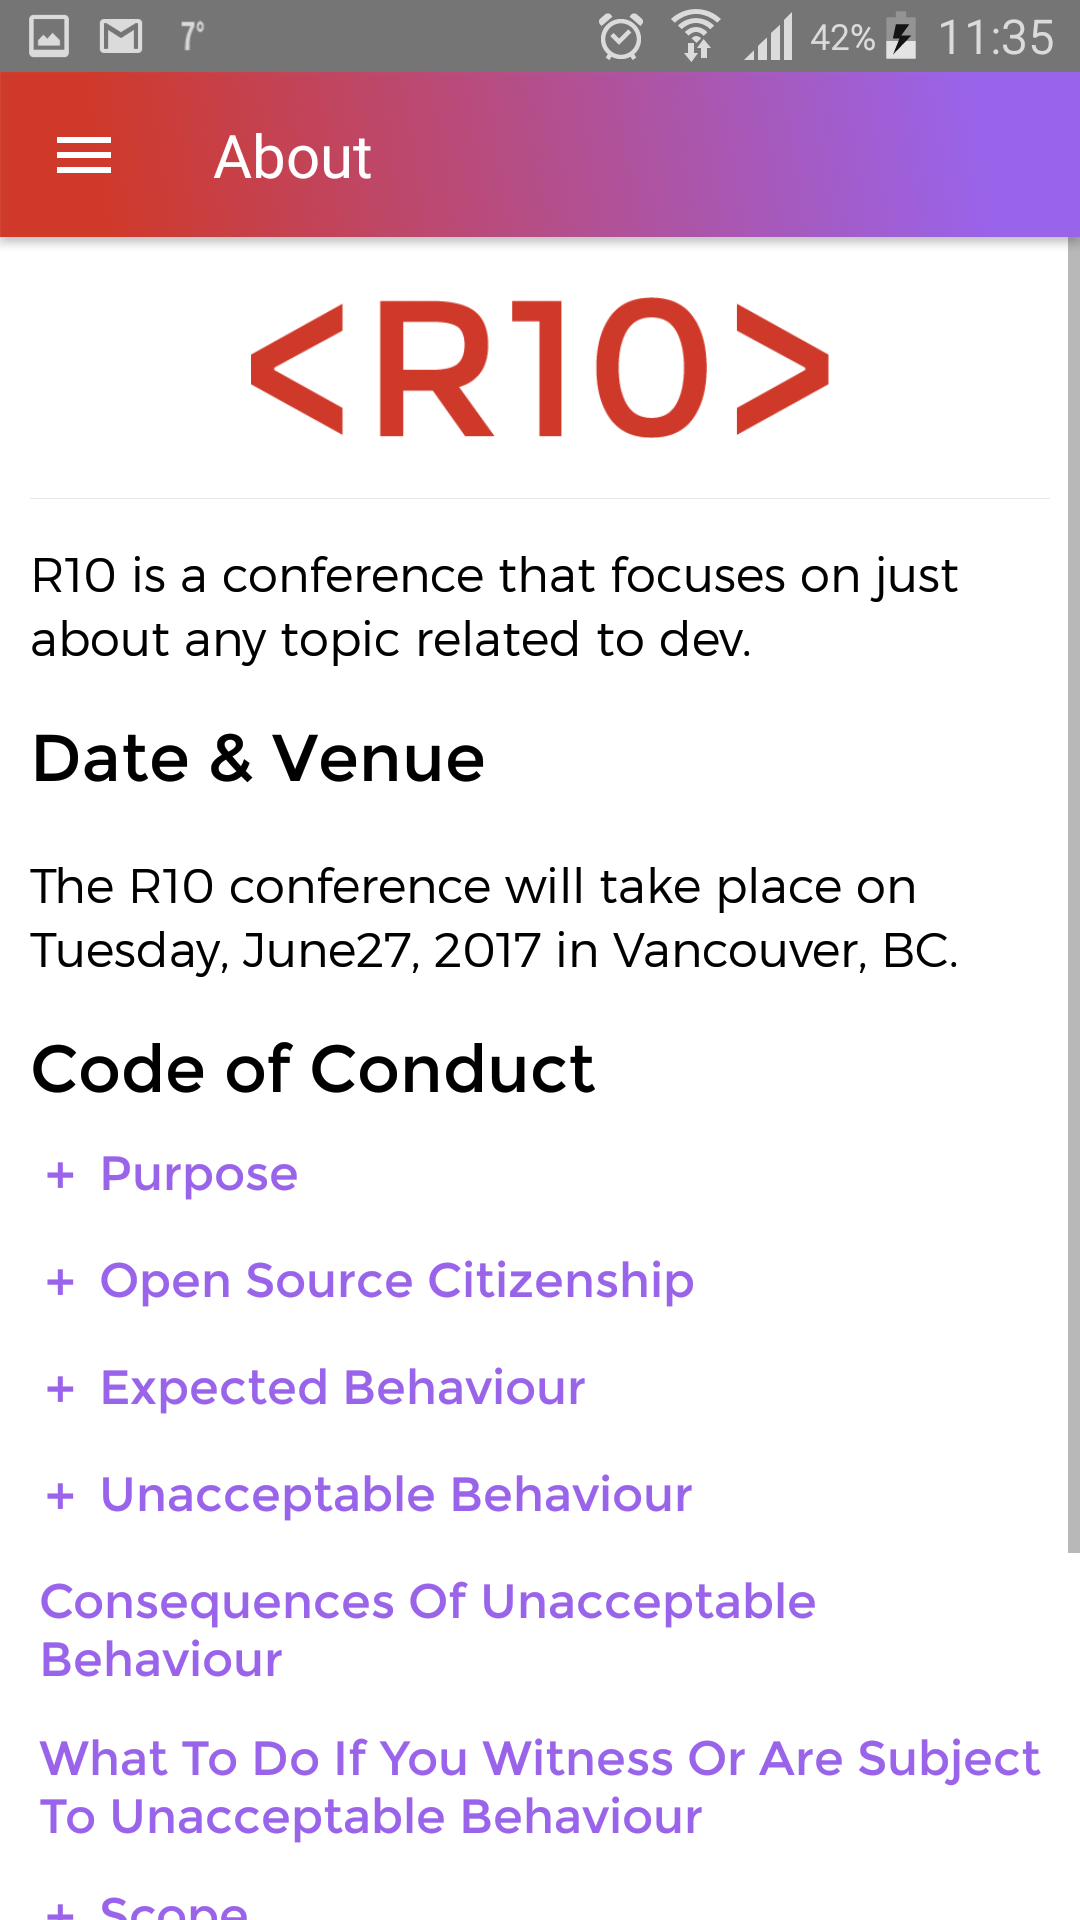 7°
42%
11:35
About
<R10>
R10 is a conference that focuses on just
about any topic related to dev.
Date & Venue
The R10 conference will take place on
Tuesday, June27, 2017 in Vancouver, BC.
Code of Conduct
+ Purpose
+ Open Source Citizenship
+ Expected Behaviour
+ Unacceptable Behaviour
Consequences Of Unacceptable
Behaviour
What To Do If You Witness Or Are Subject
To Unacceptable Behaviour
+ Scope